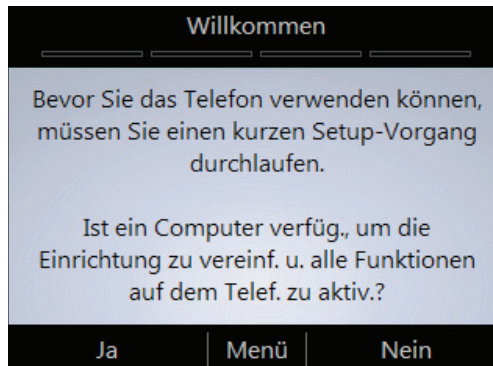 Willkommen
Bevor Sie das Telefon verwenden können,
müssen Sie einen kurzen Setup-Vorgang
durchlaufen.
Ist ein Computer verfüg., um die
Einrichtung zu vereinf. u. alle Funktionen
auf dem Telef. zu aktiv.?
Ja Menü Nein